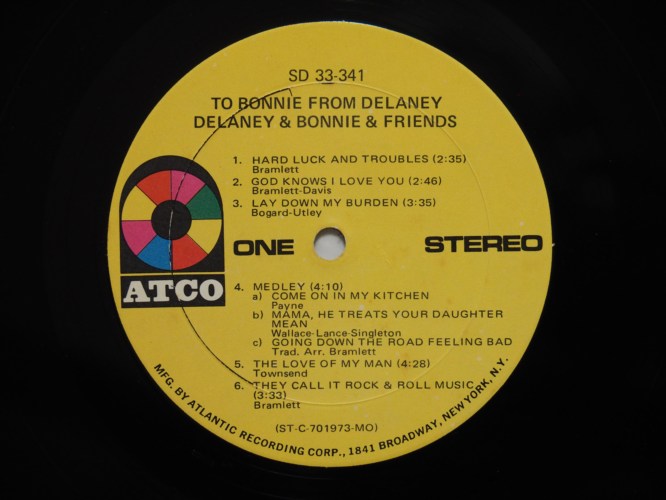 SD 33-341
TO BONNIE FROM DELANEY
DELANEY & BONNIE & FRIENDS
1. HARD LUCK AND TROUBLES (2:35)
Bramlett
2. GOD KNOWS I LOVE YOU (2:46)
Bramlett-Davis
3. LAY DOWN MY BURDEN (3:35)
Bogard-Utley
ONE STEREO
ATCO
4. MEDLEY (4:10)
a) COME ON IN MY KITCHEN
Payne
b) MAMA, HE TREATS YOUR DAUGHTER
MEAN
Wallace-Lance-Singleton
c) GOING DOWN THE ROAD FEELING BAD
Trad. Arr. Bramlett
5. THE LOVE OF MY MAN (4:28)
Townsend
6. THEY CALL IT ROCK & ROLL MUSIC
(3:33)
Bramlett
(ST-C-701973-MO)
MFG. BY ATLANTIC RECORDING CORP., 1841 BROADWAY, NEW YORK, N.Y.